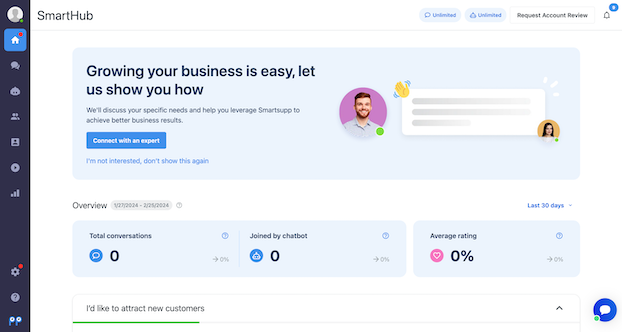 SmartHub
Unlimited
Unlimited
Request Account Review
Growing your business is easy, let
us show you how
We'll discuss your specific needs and help you leverage Smartsupp to
achieve better business results.
Connect with an expert
I'm not interested, don't show this again
Overview
1/27/2024 - 2/25/2024
Last 30 days
Total conversations
0
0%
Joined by chatbot
0
0%
Average rating
0%
0%
I'd like to attract new customers